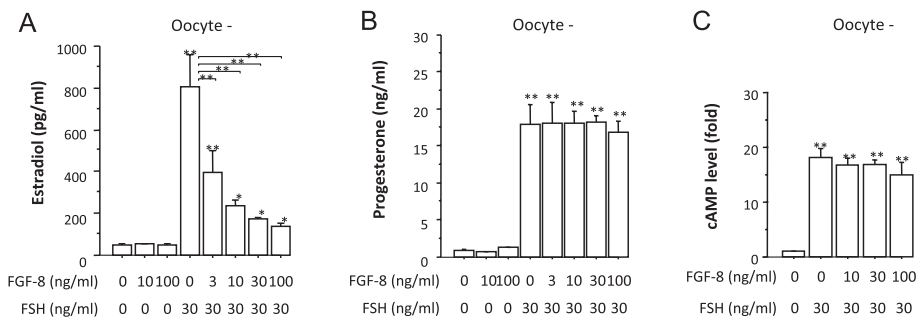 A
Oocyte -
Estradiol (pg/ml)
1000
800
600
400
200
0
**
**
**
**
**
**
*
*
*
FGF-8 (ng/ml) 0 10 100 0 3 10 30 100
FSH (ng/ml) 0 0 0 30 30 30 30 30
B
Oocyte -
Progesterone (ng/ml)
35
30
25
20
15
10
5
0
** ** ** ** **
FGF-8 (ng/ml) 0 10 100 0 3 10 30 100
FSH (ng/ml) 0 0 0 30 30 30 30 30
C
Oocyte -
cAMP level (fold)
30
20
10
0
** ** ** **
FGF-8 (ng/ml) 0 0 10 30 100
FSH (ng/ml) 0 30 30 30 30